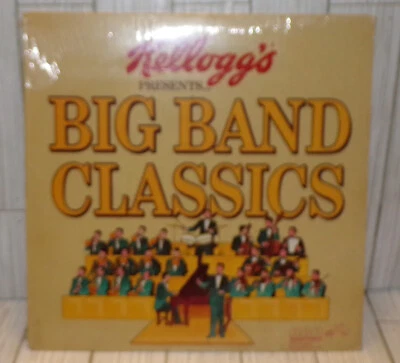 Kellogg's
PRESENTS...
BIG BAND
CLASSICS